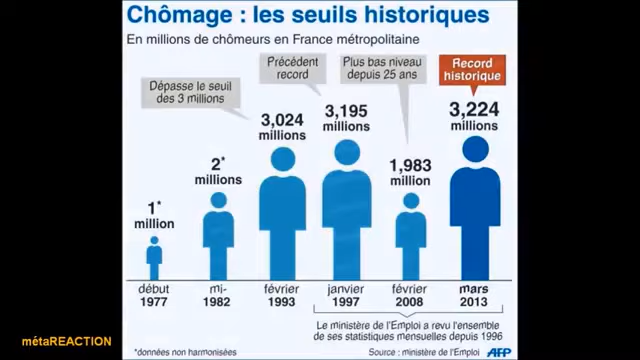 Chômage : les seuils historiques
En millions de chômeurs en France métropolitaine
Dépasse le seuil
des 3 millions
Précédent
record
Plus bas niveau
depuis 25 ans
Record
historique
1*
million
2*
millions
3,024
millions
3,195
millions
1,983
million
3,224
millions
début
1977
mi-
1982
février
1993
janvier
1997
février
2008
mars
2013
Le ministère de l'Emploi a revu l'ensemble
de ses statistiques mensuelles depuis 1996
*données non harmonisées
Source : ministère de l'Emploi
AFP
métaREACTION